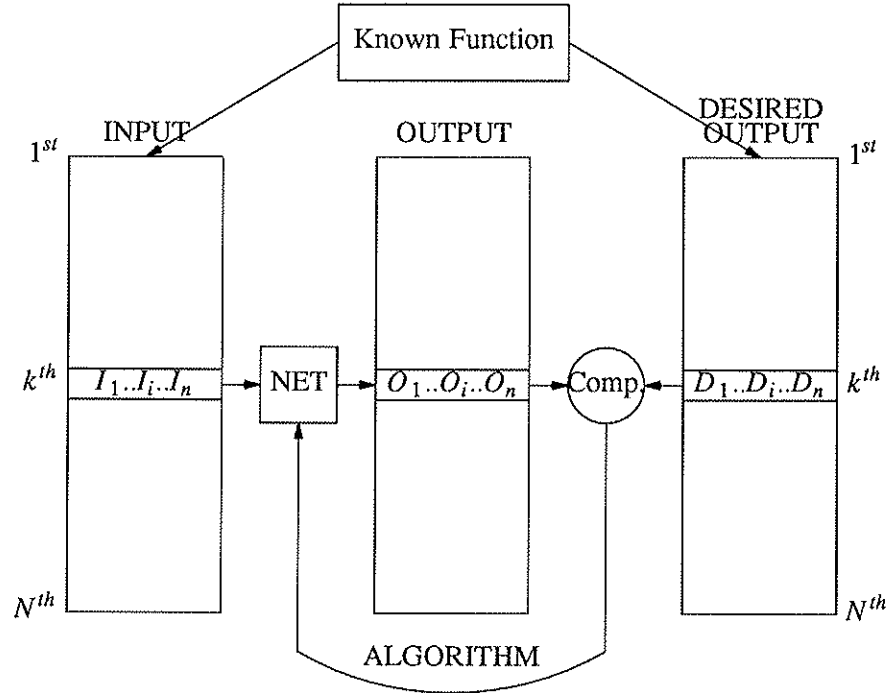 Known Function
INPUT
OUTPUT
DESIRED
OUTPUT
1st
1st
kth
I1..Ii..In
NET
O1..Oi..On
Comp.
D1..Di..Dn
kth
Nth
Nth
ALGORITHM